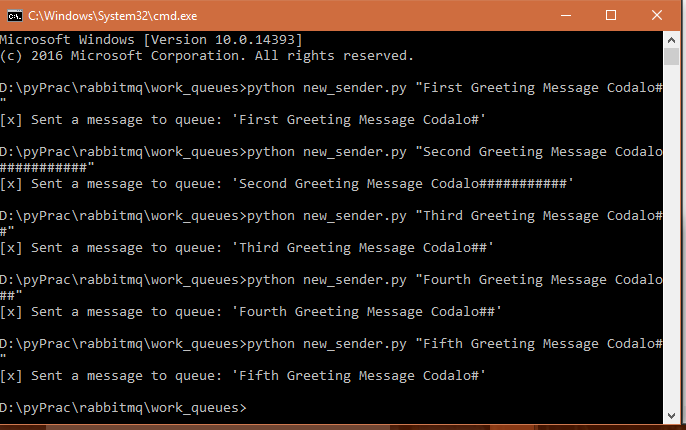 C:\Windows\System32\cmd.exe
Microsoft Windows [Version 10.0.14393]
(c) 2016 Microsoft Corporation. All rights reserved.
D:\pyPrac\rabbitmq\work_queues>python new_sender.py "First Greeting Message Codalo#
"
[x] Sent a message to queue: 'First Greeting Message Codalo#'
D:\pyPrac\rabbitmq\work_queues>python new_sender.py "Second Greeting Message Codalo
###########"
[x] Sent a message to queue: 'Second Greeting Message Codalo###########'
D:\pyPrac\rabbitmq\work_queues>python new_sender.py "Third Greeting Message Codalo#
#"
[x] Sent a message to queue: 'Third Greeting Message Codalo##'
D:\pyPrac\rabbitmq\work_queues>python new_sender.py "Fourth Greeting Message Codalo
##"
[x] Sent a message to queue: 'Fourth Greeting Message Codalo##'
D:\pyPrac\rabbitmq\work_queues>python new_sender.py "Fifth Greeting Message Codalo#
"
[x] Sent a message to queue: 'Fifth Greeting Message Codalo#'
D:\pyPrac\rabbitmq\work_queues>